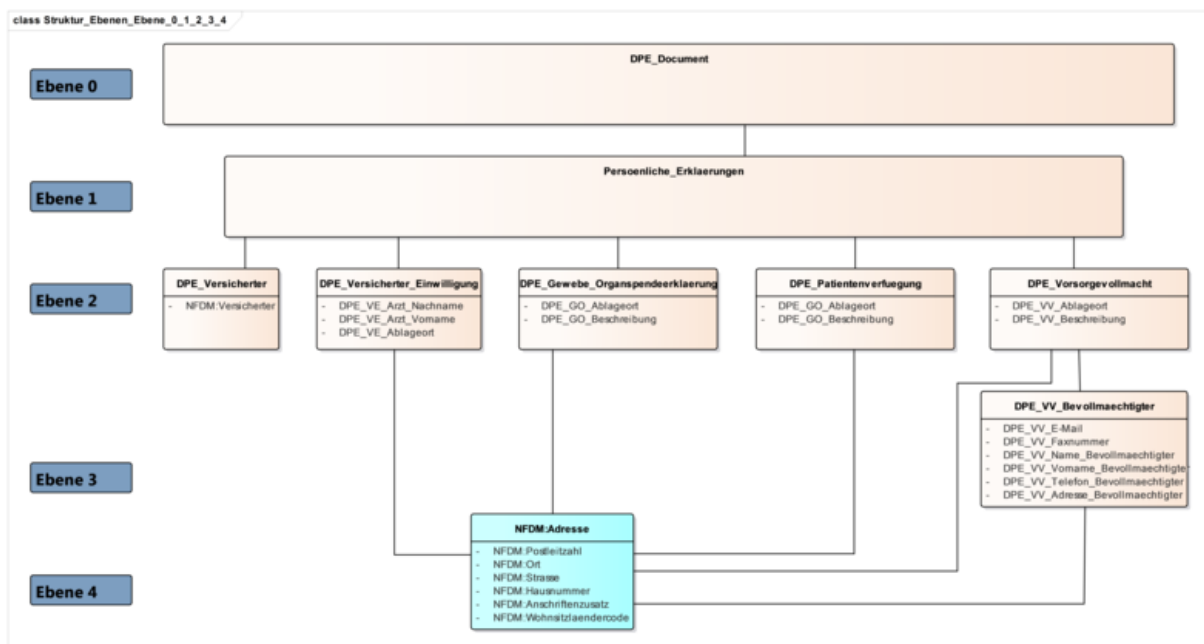 class Struktur_Ebenen_Ebene_0_1_2_3_4
Ebene 0
DPE_Document
Ebene 1
Persoenliche_Erklaerungen
Ebene 2
DPE_Versicherter
- NFDM:Versicherter
DPE_Versicherter_Einwilligung
- DPE_VE_Arzt_Nachname
- DPE_VE_Arzt_Vorname
- DPE_VE_Ablageort
DPE_Gewebe_Organspendeerklaerung
- DPE_GO_Ablageort
- DPE_GO_Beschreibung
DPE_Patientenverfuegung
- DPE_GO_Ablageort
- DPE_GO_Beschreibung
DPE_Vorsorgevollmacht
- DPE_VV_Ablageort
- DPE_VV_Beschreibung
DPE_VV_Bevollmaechtigter
- DPE_VV_E-Mail
- DPE_VV_Faxnummer
- DPE_VV_Name_Bevollmaechtigter
- DPE_VV_Vorname_Bevollmaechtigter
- DPE_VV_Telefon_Bevollmaechtigter
- DPE_VV_Adresse_Bevollmaechtigter
Ebene 3
NFDM:Adresse
- NFDM:Postleitzahl
- NFDM:Ort
- NFDM:Strasse
- NFDM:Hausnummer
- NFDM:Anschriftenzusatz
- NFDM:Wohnsitzlaendercode
Ebene 4